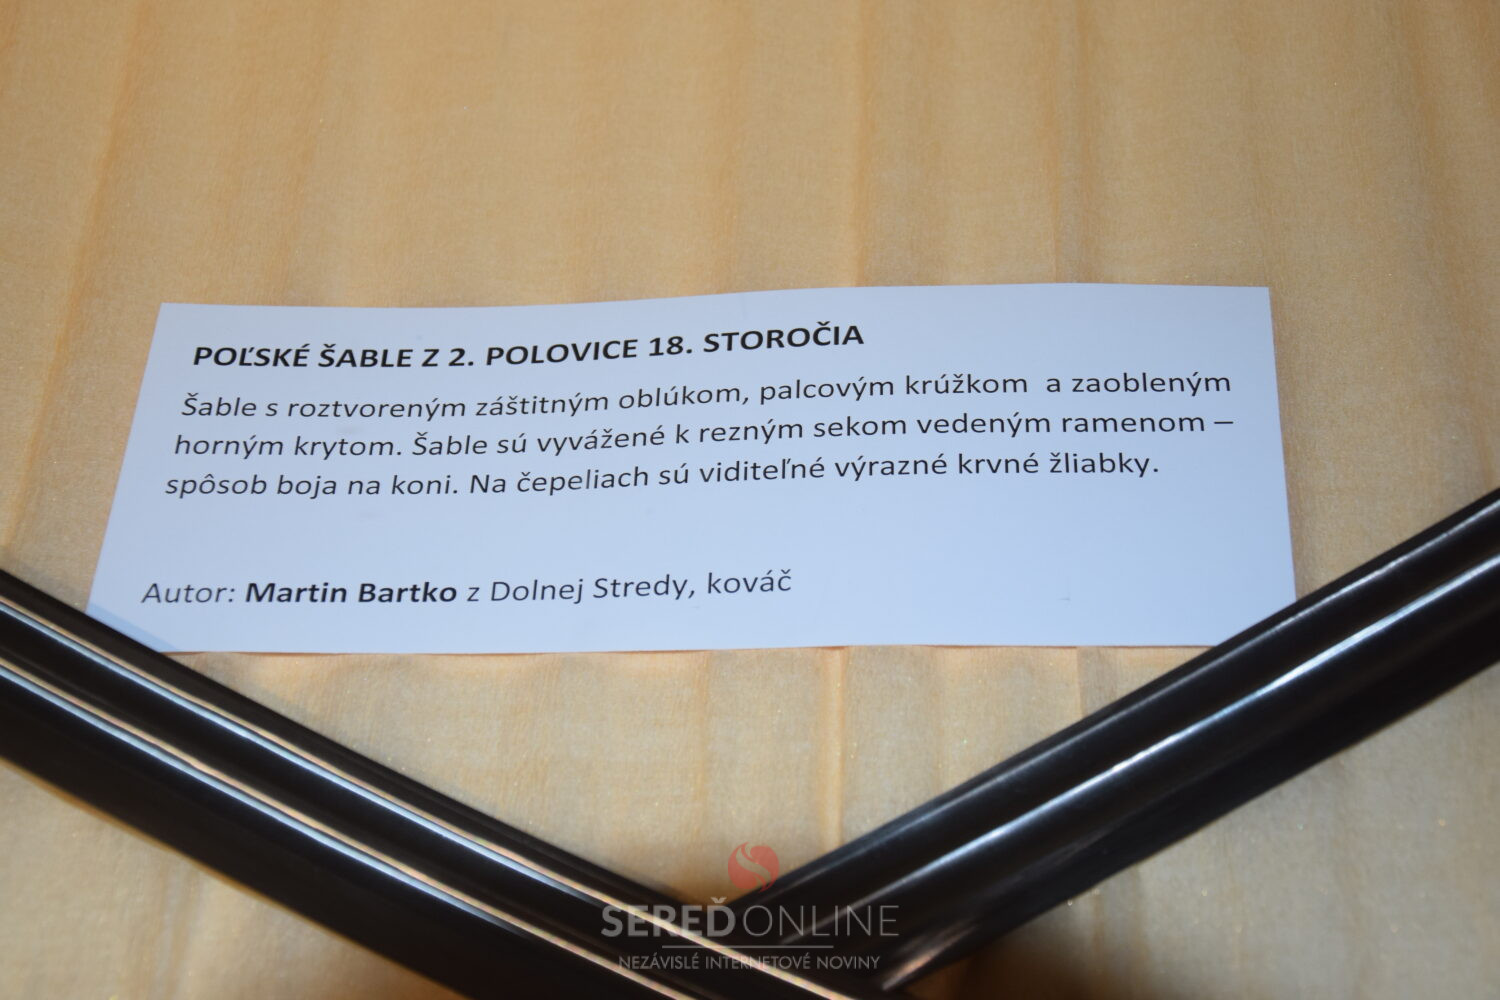 POĽSKÉ ŠABLE Z 2. POLOVICE 18. STOROČIA
Šable s roztvoreným záštitným oblúkom, palcovým krúžkom a zaobleným
horným krytom. Šable sú vyvážené k rezným sekom vedeným ramenom –
spôsob boja na koni. Na čepeliach sú viditeľné výrazné krvné žliabky.
Autor: Martin Bartko z Dolnej Stredy, kováč
SEREĎONLINE
NEZÁVISLÉ INTERNETOVÉ NOVINY